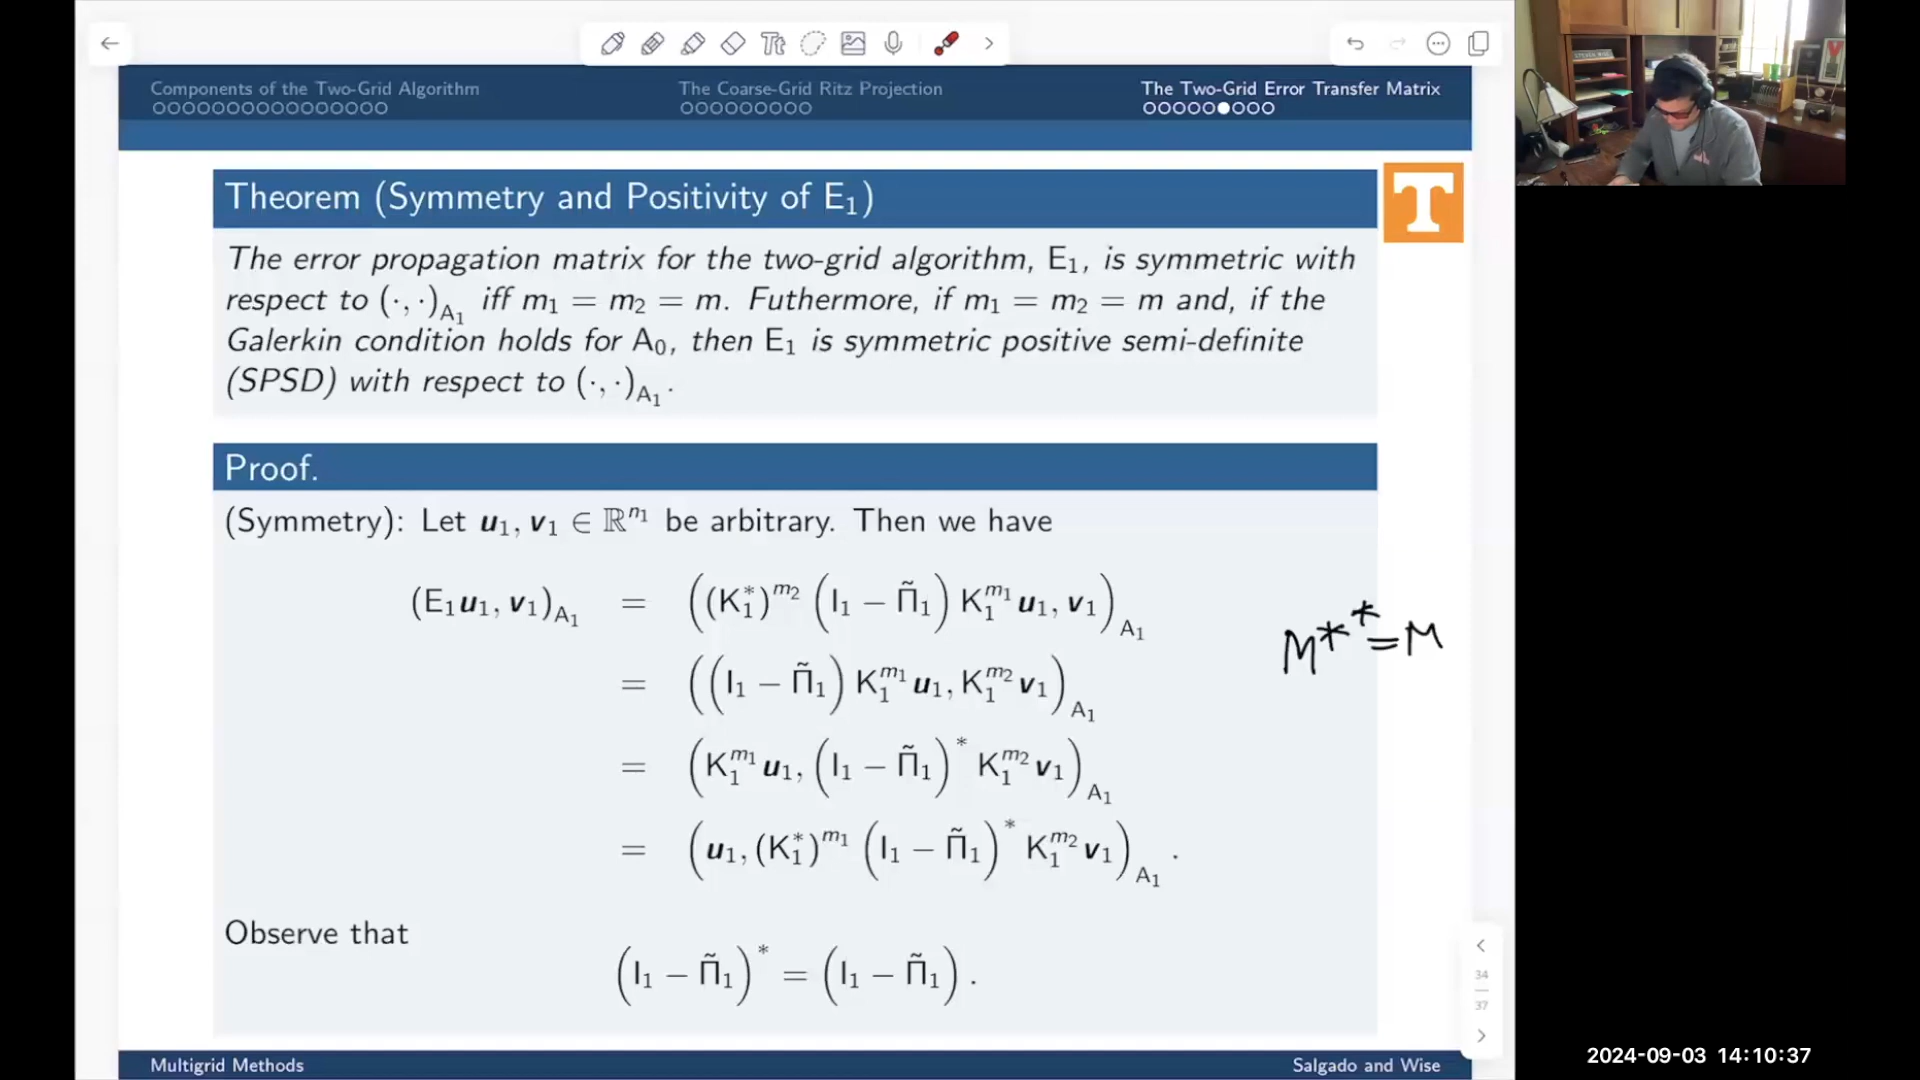 Components of the Two-Grid Algorithm
The Coarse-Grid Ritz Projection
The Two-Grid Error Transfer Matrix
Theorem (Symmetry and Positivity of E₁)
T
The error propagation matrix for the two-grid algorithm, E₁, is symmetric with
respect to (·, ·)_{A₁} iff m₁ = m₂ = m. Futhermore, if m₁ = m₂ = m and, if the
Galerkin condition holds for A₀, then E₁ is symmetric positive semi-definite
(SPSD) with respect to (·, ·)_{A₁}.
Proof.
(Symmetry): Let u₁, v₁ ∈ ℝ^{n₁} be arbitrary. Then we have
(E₁u₁, v₁)_{A₁} = ((K₁*)^{m₂} (I₁ − Π̃₁) K₁^{m₁} u₁, v₁)_{A₁}
M** = M
= ((I₁ − Π̃₁) K₁^{m₁} u₁, K₁^{m₂} v₁)_{A₁}
= (K₁^{m₁} u₁, (I₁ − Π̃₁)* K₁^{m₂} v₁)_{A₁}
= (u₁, (K₁*)^{m₁} (I₁ − Π̃₁)* K₁^{m₂} v₁)_{A₁} .
Observe that
(I₁ − Π̃₁)* = (I₁ − Π̃₁) .
34
37
Multigrid Methods
Salgado and Wise
2024-09-03 14:10:37